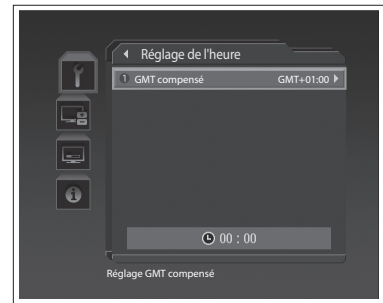 Réglage de l'heure
1 GMT compensé GMT+01:00
00 : 00
Réglage GMT compensé